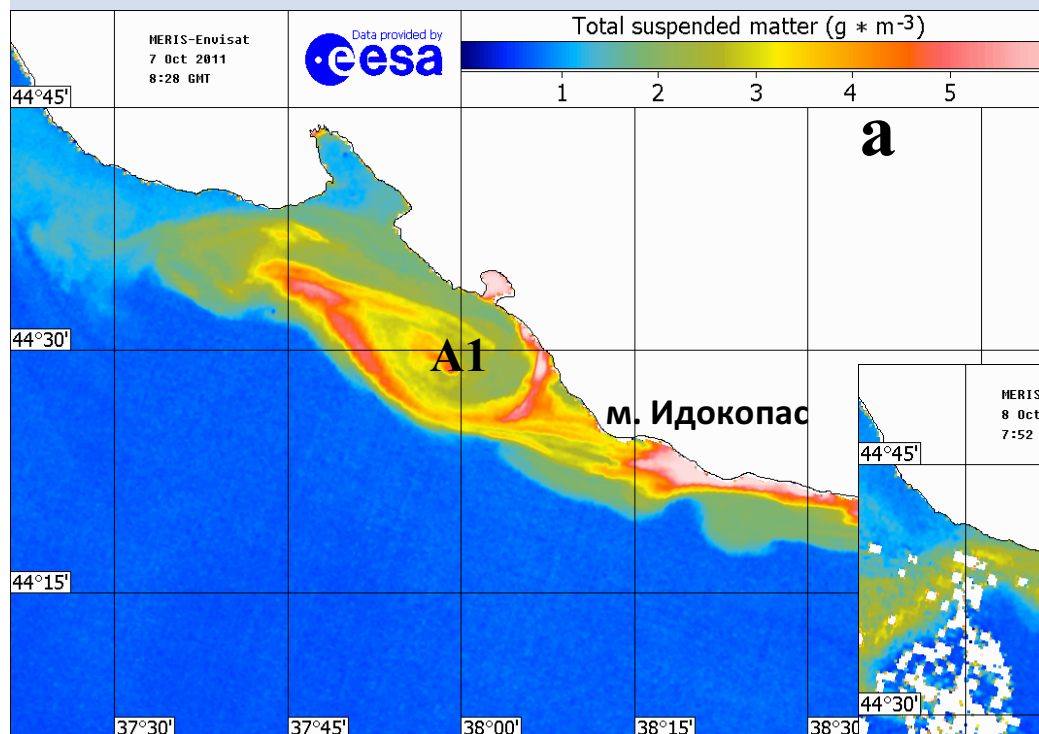 MERIS-Envisat
7 Oct 2011
8:28 GMT
Data provided by
esa
Total suspended matter (g * m-3)
1 2 3 4 5
a
44°45'
44°30'
44°15'
A1
м. Идокопас
37°30' 37°45' 38°00' 38°15' 38°30
MERIS
8 Oct
7:52
44°45'
44°30'